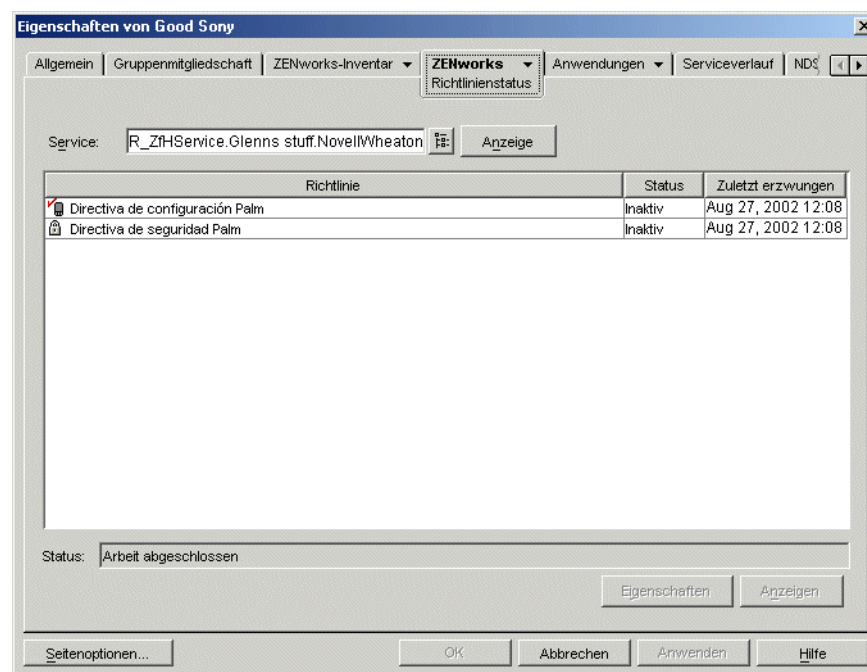 Eigenschaften von Good Sony
Allgemein Gruppenmitgliedschaft ZENworks-Inventar ZENworks Anwendungen Serviceverlauf NDS
Richtlinienstatus
Service: R_ZfHService.Glenns stuff.NovellWheaton Anzeige
Richtlinie Status Zuletzt erzwungen
Directiva de configuración Palm Inaktiv Aug 27, 2002 12:08
Directiva de seguridad Palm Inaktiv Aug 27, 2002 12:08
Status: Arbeit abgeschlossen
Eigenschaften Anzeigen
Seitenoptionen... OK Abbrechen Anwenden Hilfe